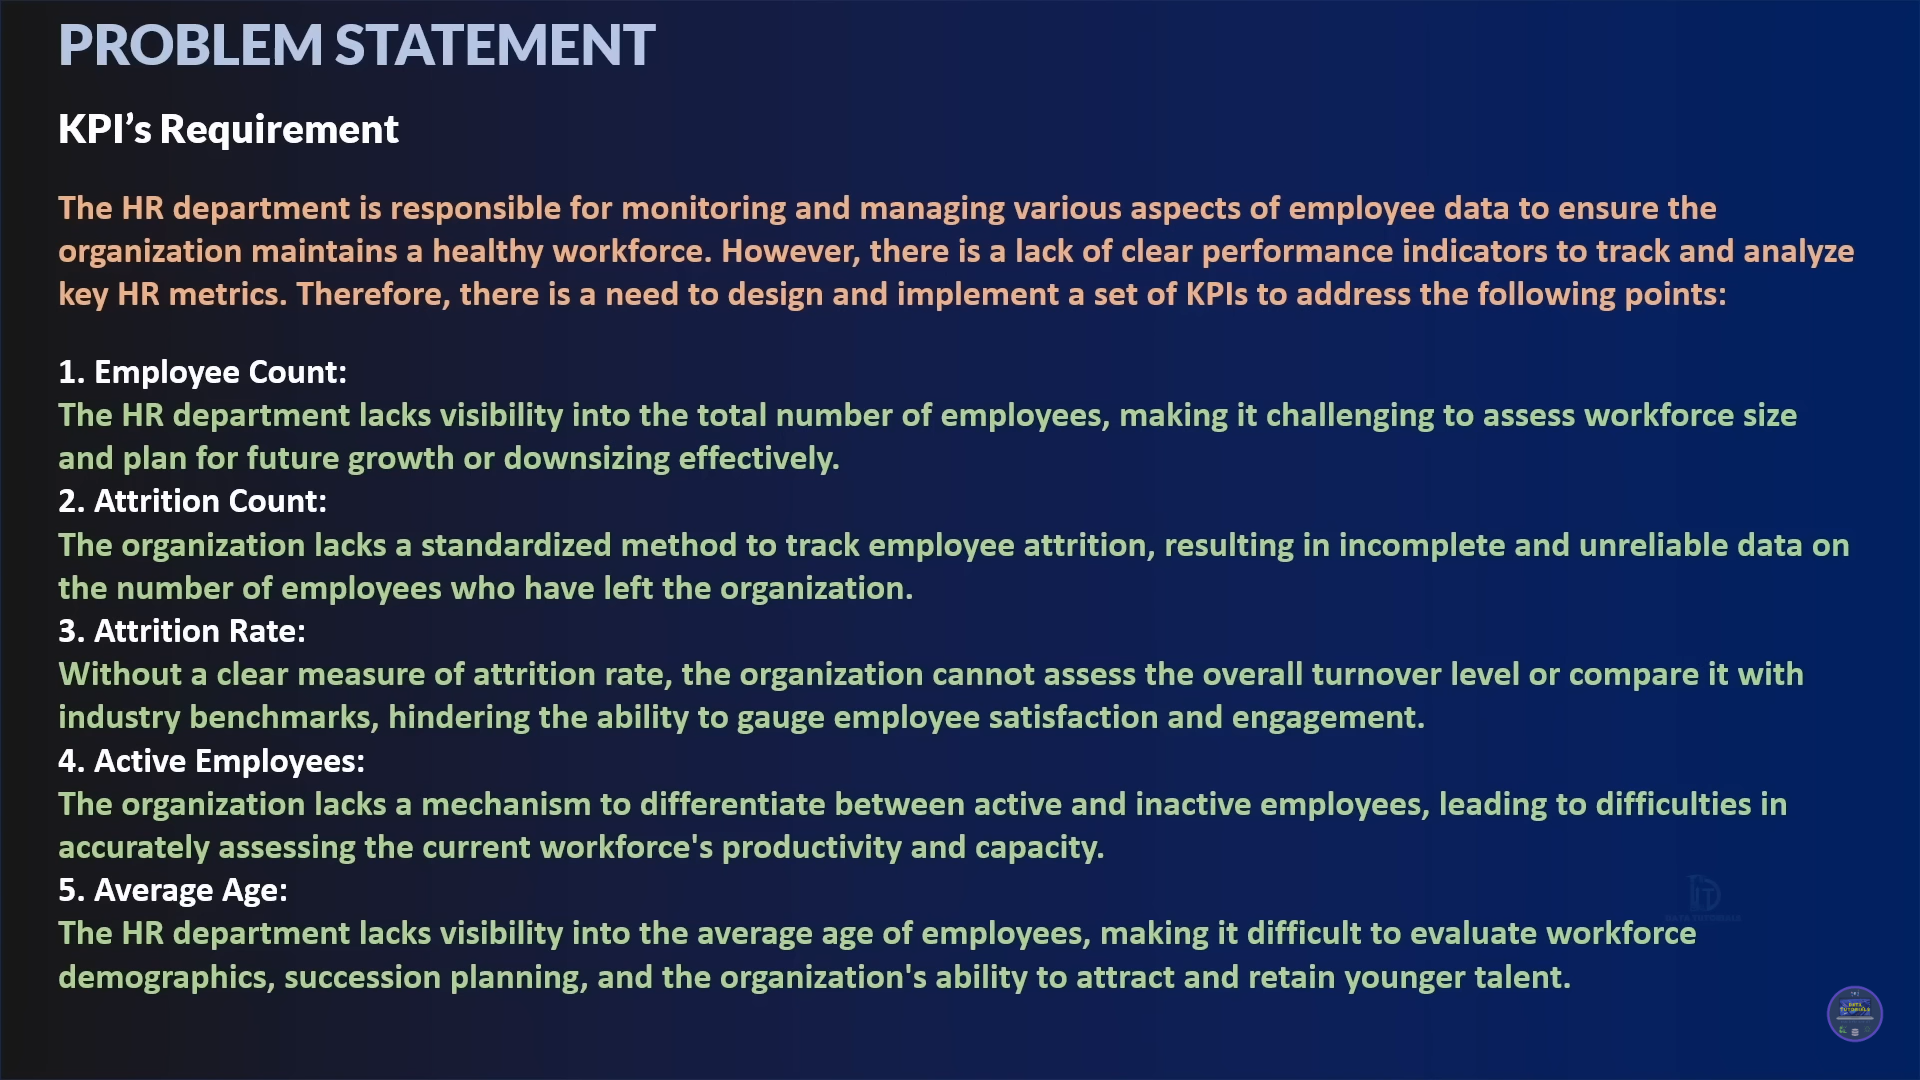 PROBLEM STATEMENT
KPI’s Requirement
The HR department is responsible for monitoring and managing various aspects of employee data to ensure the
organization maintains a healthy workforce. However, there is a lack of clear performance indicators to track and analyze
key HR metrics. Therefore, there is a need to design and implement a set of KPIs to address the following points:
1. Employee Count:
The HR department lacks visibility into the total number of employees, making it challenging to assess workforce size
and plan for future growth or downsizing effectively.
2. Attrition Count:
The organization lacks a standardized method to track employee attrition, resulting in incomplete and unreliable data on
the number of employees who have left the organization.
3. Attrition Rate:
Without a clear measure of attrition rate, the organization cannot assess the overall turnover level or compare it with
industry benchmarks, hindering the ability to gauge employee satisfaction and engagement.
4. Active Employees:
The organization lacks a mechanism to differentiate between active and inactive employees, leading to difficulties in
accurately assessing the current workforce's productivity and capacity.
5. Average Age:
The HR department lacks visibility into the average age of employees, making it difficult to evaluate workforce
demographics, succession planning, and the organization's ability to attract and retain younger talent.
DATA TUTORIALS
DATA
TUTORIALS